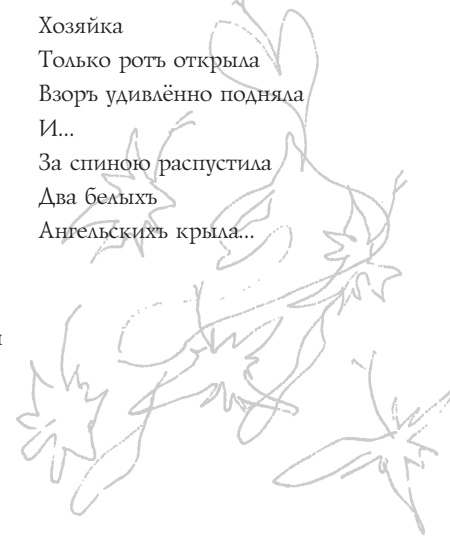 Хозяйка
Только ротъ открыла
Взоръ удивлённо подняла
И...
За спиною распустила
Два белыхъ
Ангельскихъ крыла...